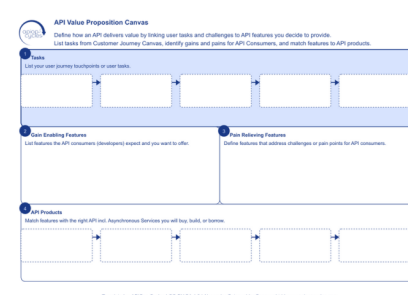 API Value Proposition Canvas
Define how an API delivers value by linking user tasks and challenges to API features you decide to provide.
List tasks from Customer Journey Canvas, identify gains and pains for API Consumers, and match features to API products.
1
Tasks
List your user journey touchpoints or user tasks.
2
Gain Enabling Features
List features the API consumers (developers) expect and you want to offer.
3
Pain Relieving Features
Define features that address challenges or pain points for API consumers.
4
API Products
Match features with the right API incl. Asynchronous Services you will buy, build, or borrow.